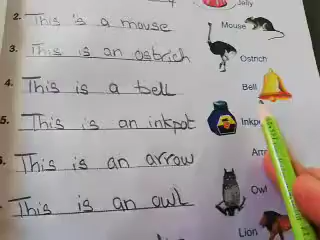 Jelly
2. This is a mouse
Mouse
3. This is an ostrich
Ostrich
4. This is a bell
Bell
5. This is an inkpot
6. This is an arrow
This is an owl
Owl
Lion